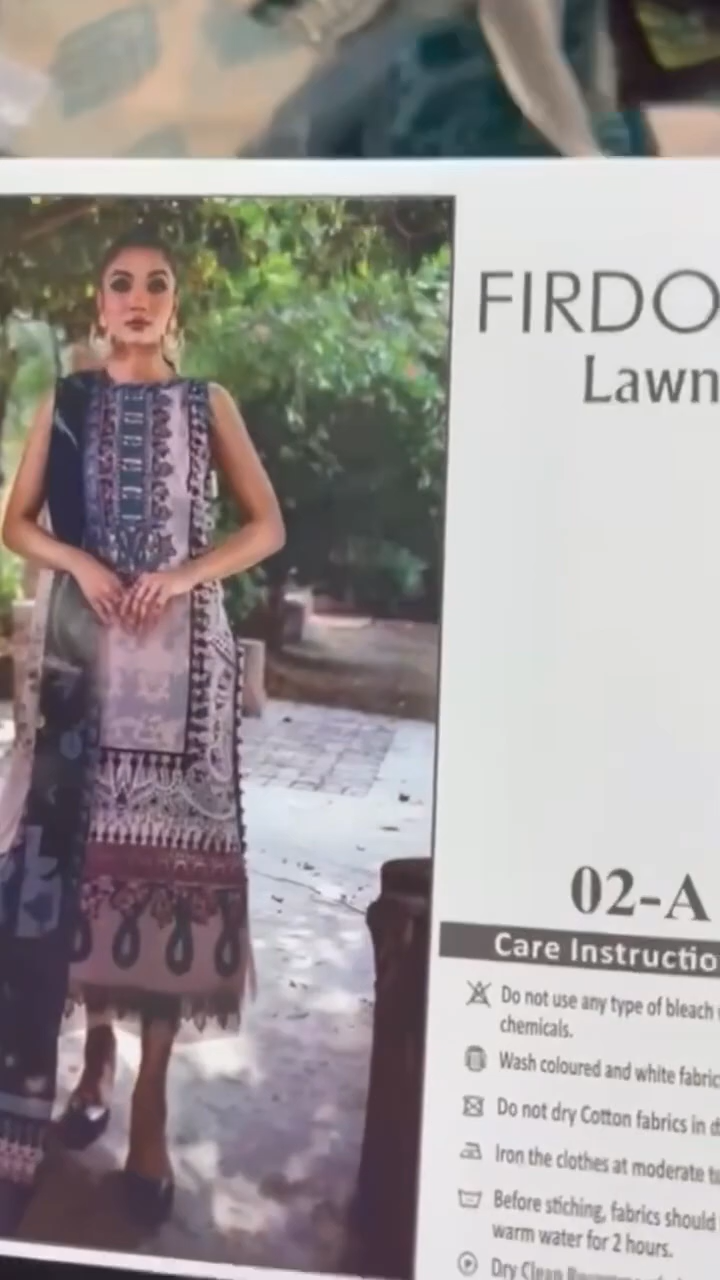 FIRDO
Lawn
02-A
Care Instructio
Do not use any type of bleach
chemicals.
Wash coloured and white fabric
Do not dry Cotton fabrics in d
Iron the clothes at moderate t
Before stiching, fabrics should
warm water for 2 hours.
Dry Clean